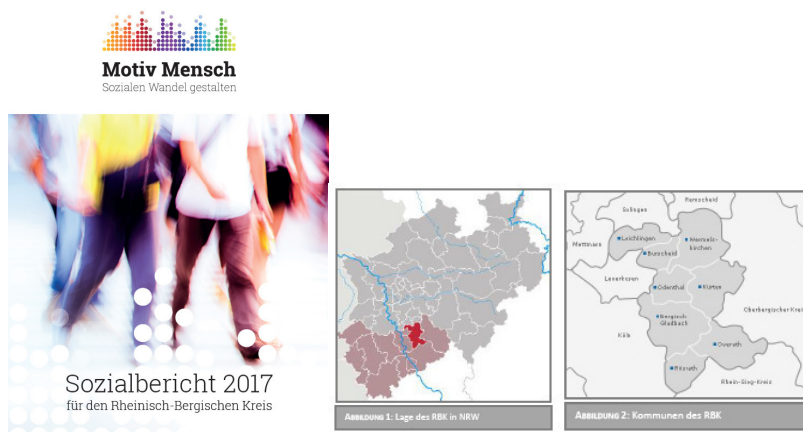 Motiv Mensch
Sozialen Wandel gestalten
Sozialbericht 2017
für den Rheinisch-Bergischen Kreis
ABBILDUNG 1: Lage des RBK in NRW
Remscheid
Solingen
Mettmann
Leichlingen
Wermels-
kirchen
Burscheid
Leverkusen
Odenthal
Kürten
Oberbergischer Kreis
Bergisch
Gladbach
Köln
Overath
Rösrath
Rhein-Sieg-Kreis
ABBILDUNG 2: Kommunen des RBK